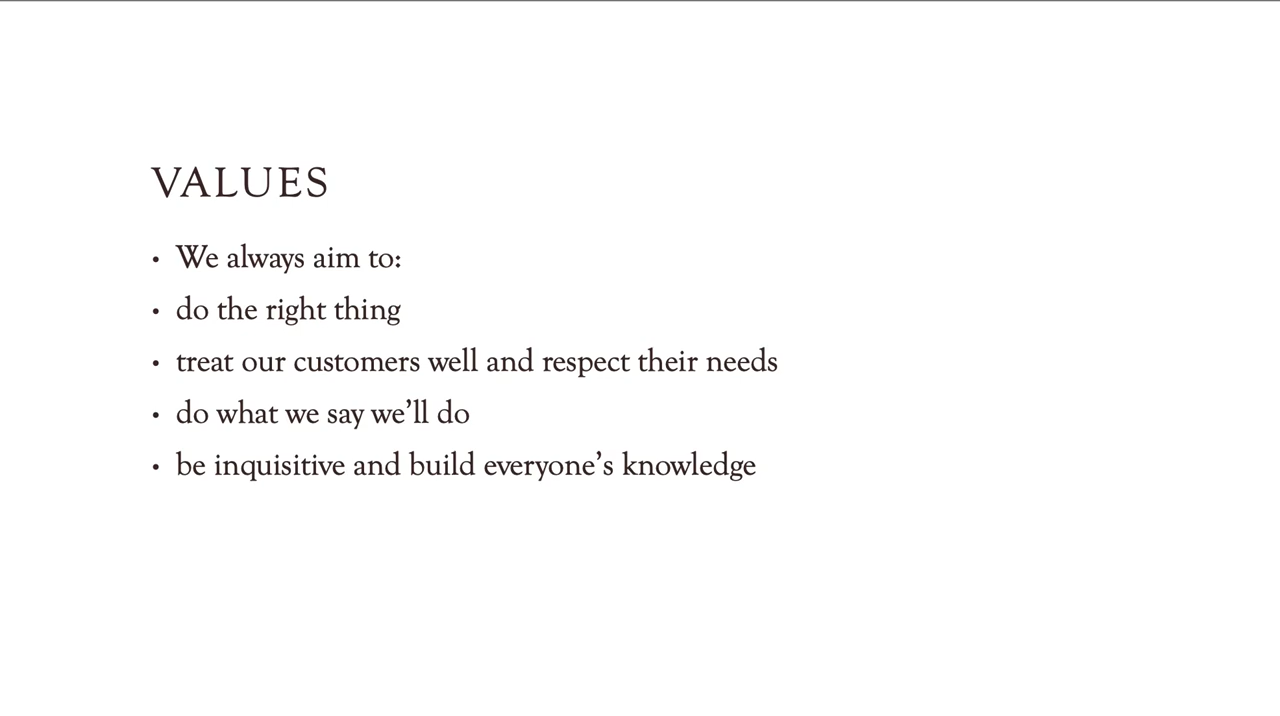 VALUES
• We always aim to:
• do the right thing
• treat our customers well and respect their needs
• do what we say we’ll do
• be inquisitive and build everyone’s knowledge